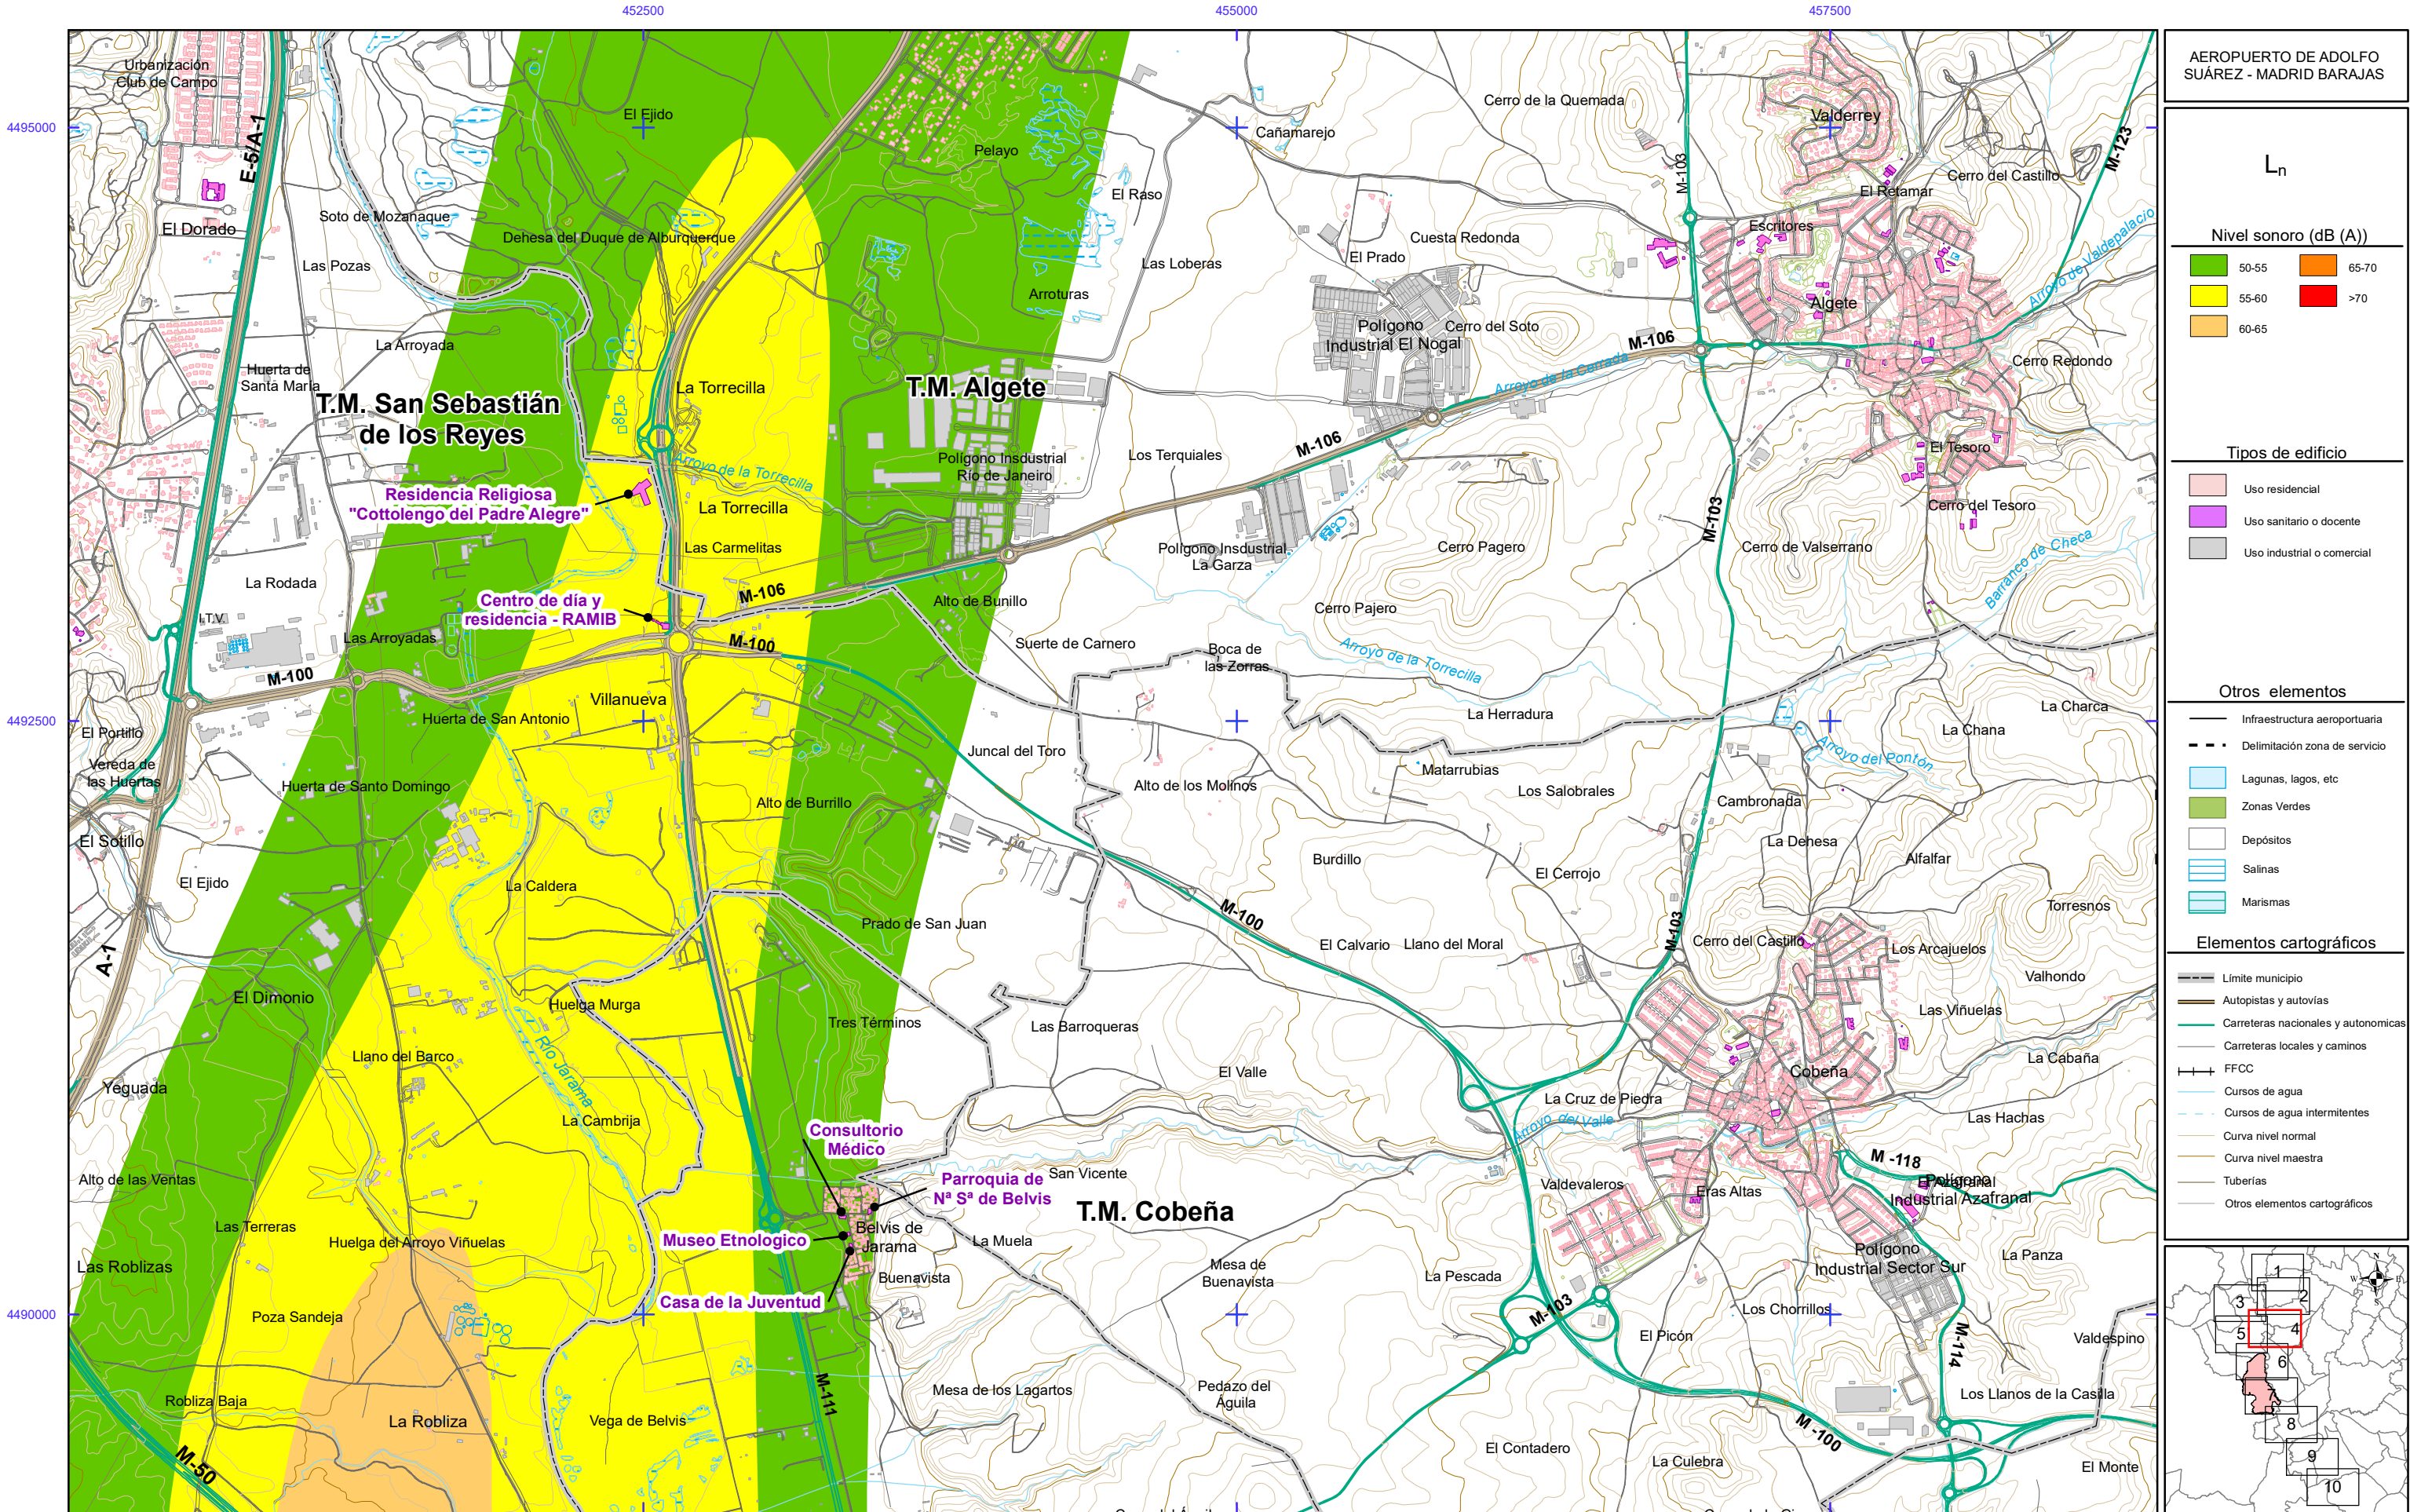 452500
455000
457500
4495000
4492500
4490000
AEROPUERTO DE ADOLFO
SUÁREZ - MADRID BARAJAS
Ln
Nivel sonoro (dB (A))
50-55
65-70
55-60
>70
60-65
Tipos de edificio
Uso residencial
Uso sanitario o docente
Uso industrial o comercial
Otros elementos
Infraestructura aeroportuaria
Delimitación zona de servicio
Lagunas, lagos, etc
Zonas Verdes
Depósitos
Salinas
Marismas
Elementos cartográficos
Límite municipio
Autopistas y autovías
Carreteras nacionales y autonomicas
Carreteras locales y caminos
FFCC
Cursos de agua
Cursos de agua intermitentes
Curva nivel normal
Curva nivel maestra
Tuberías
Otros elementos cartográficos
N
W
E
S
1
2
3
4
5
6
7
8
9
10
Urbanización
Club de Campo
E-5/A-1
El Ejido
Pelayo
Cañamarejo
Cerro de la Quemada
Valderrey
M-123
M-103
El Raso
El Retamar
Cerro del Castillo
El Dorado
Soto de Mozanaque
Dehesa del Duque de Alburquerque
Cuesta Redonda
Escritores
Las Pozas
Las Loberas
El Prado
Arroyo de Valdepalacio
Arroturas
Algete
La Arroyada
Polígono
Industrial El Nogal
Cerro del Soto
M-106
Cerro Redondo
Huerta de
Santa María
La Torrecilla
T.M. Algete
Arroyo de la Cerrada
T.M. San Sebastián
de los Reyes
M-106
Arroyo de la Torrecilla
Polígono Insdustrial
Río de Janeiro
Los Terquiales
El Tesoro
Residencia Religiosa
"Cottolengo del Padre Alegre"
La Torrecilla
M-103
Cerro del Tesoro
Las Carmelitas
Polígono Insdustrial
La Garza
Cerro Pagero
Cerro de Valserrano
Barranco de Checa
La Rodada
M-106
Centro de día y
residencia - RAMIB
Alto de Bunillo
Cerro Pajero
I.T.V.
Las Arroyadas
M-100
Suerte de Carnero
Boca de
las Zorras
Arroyo de la Torrecilla
M-100
Villanueva
Huerta de San Antonio
La Herradura
La Charca
El Portillo
Juncal del Toro
La Chana
Arroyo del Pontón
Vereda de
las Huertas
Huerta de Santo Domingo
Matarrubias
Alto de los Molinos
Los Salobrales
Cambronada
Alto de Burrillo
El Sotillo
La Dehesa
Burdillo
Alfalfar
El Ejido
La Caldera
El Cerrojo
Torresnos
Prado de San Juan
M-100
M-103
El Calvario
Llano del Moral
Cerro del Castillo
Los Arcajuelos
A-1
Valhondo
El Dimonio
Huelga Murga
Las Viñuelas
Tres Términos
Las Barroqueras
Llano del Barco
Río Jarama
La Cabaña
El Valle
Cobeña
Yeguada
La Cruz de Piedra
La Cambrija
Arroyo del Valle
Las Hachas
Consultorio
Médico
M -118
San Vicente
Alto de las Ventas
Parroquia de
Nª Sª de Belvis
Valdevaleros
Eras Altas
El Azafranal
Polígono
Industrial Azafranal
T.M. Cobeña
Las Terreras
Museo Etnologico
Belvis de
Jarama
Huelga del Arroyo Viñuelas
La Muela
Polígono
Industrial Sector Sur
La Panza
Las Roblizas
Buenavista
Mesa de
Buenavista
La Pescada
Casa de la Juventud
Poza Sandeja
M-103
Los Chorrillos
El Picón
M-114
Valdespino
Robliza Baja
M-111
Mesa de los Lagartos
Pedazo del
Águila
Los Llanos de la Casilla
La Robliza
Vega de Belvis
M -100
El Contadero
M-50
La Culebra
El Monte